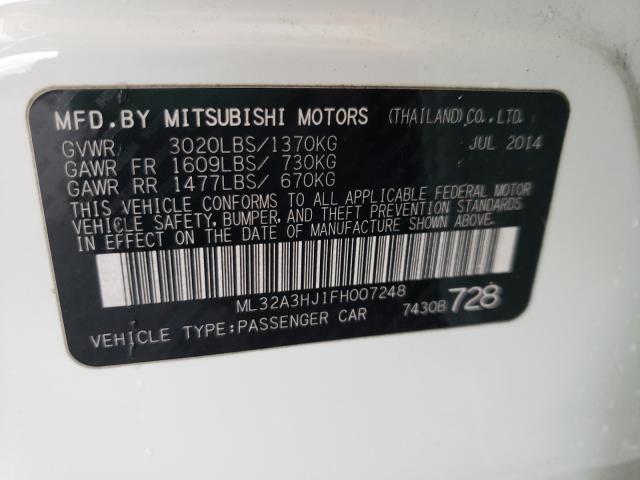 MFD.BY MITSUBISHI MOTORS (THAILAND)CO.,LTD.
GVWR 3020LBS/1370KG JUL 2014
GAWR FR 1609LBS/ 730KG
GAWR RR 1477LBS/ 670KG
THIS VEHICLE CONFORMS TO ALL APPLICABLE FEDERAL MOTOR
VEHICLE SAFETY, BUMPER, AND THEFT PREVENTION STANDARDS
IN EFFECT ON THE DATE OF MANUFACTURE SHOWN ABOVE.
ML32A3HJ1FH007248
VEHICLE TYPE:PASSENGER CAR 7430B 728